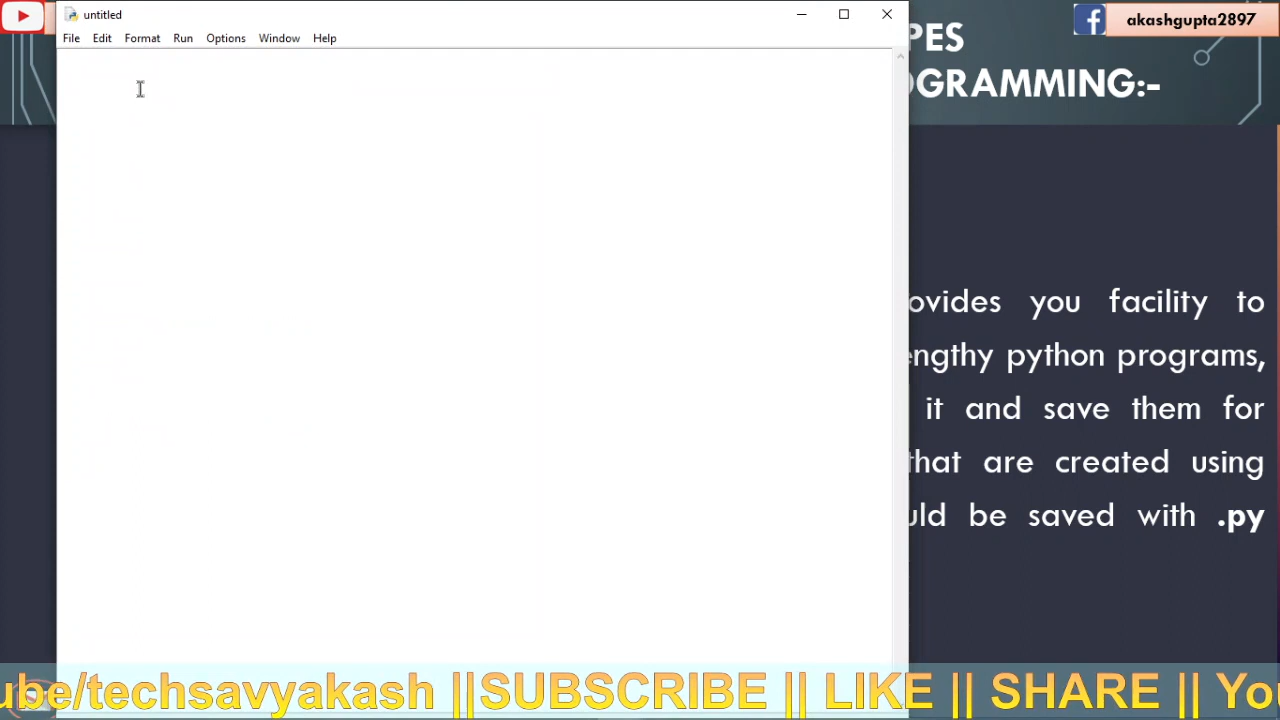 untitled
File Edit Format Run Options Window Help
akashgupta2897
PES
OGRAMMING:-
ovides you facility to
engthy python programs,
it and save them for
that are created using
uld be saved with .py
ube/techsavyakash ||SUBSCRIBE || LIKE || SHARE || You